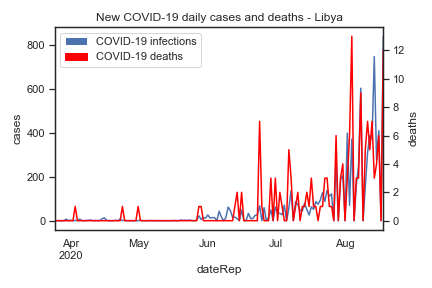 New COVID-19 daily cases and deaths - Libya
COVID-19 infections
COVID-19 deaths
800
600
400
200
0
cases
12
10
8
6
4
2
0
deaths
Apr
2020
May
Jun
Jul
Aug
dateRep